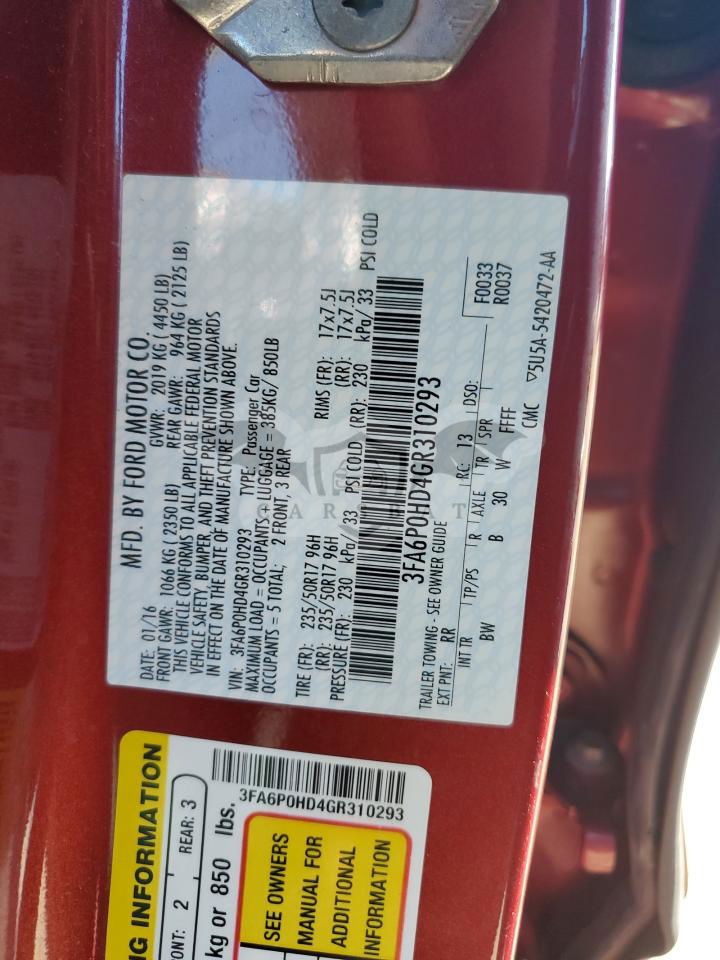 MFD. BY FORD MOTOR CO.
DATE: 01/16 GVWR: 2019 KG ( 4450 LB)
FRONT GAWR: 1066 KG ( 2350 LB) REAR GAWR: 964 KG ( 2125 LB)
THIS VEHICLE CONFORMS TO ALL APPLICABLE FEDERAL MOTOR
VEHICLE SAFETY, BUMPER, AND THEFT PREVENTION STANDARDS
IN EFFECT ON THE DATE OF MANUFACTURE SHOWN ABOVE.
VIN: 3FA6P0HD4GR310293 TYPE: Passenger Car
MAXIMUM LOAD = OCCUPANTS + LUGGAGE = 385KG/ 850LB
OCCUPANTS = 5 TOTAL; 2 FRONT, 3 REAR
TIRE (FR): 235/50R17 96H RIMS (FR): 17x7.5J
(RR): 235/50R17 96H (RR): 17x7.5J
PRESSURE (FR): 230 kPa/ 33 PSI COLD (RR): 230 kPa/ 33 PSI COLD
3FA6P0HD4GR310293
TRAILER TOWING - SEE OWNER GUIDE
EXT PNT: RR RC: 13 DSO: F0033
R0037
INT TR TP/PS R AXLE TR SPR
BW B 30 W FFFF
CMC ▽5U5A-5420472-AA
CARSBAT
NG INFORMATION
ONT: 2 REAR: 3
kg or 850 lbs.
3FA6P0HD4GR310293
SEE OWNERS
MANUAL FOR
ADDITIONAL
INFORMATION